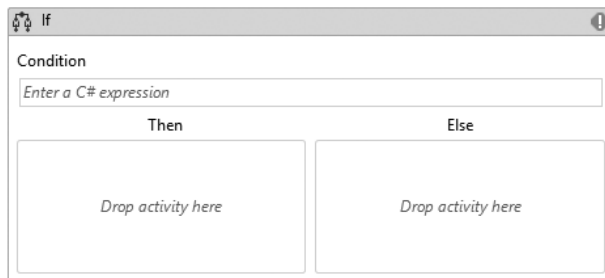 If
Condition
Enter a C# expression
Then
Else
Drop activity here
Drop activity here